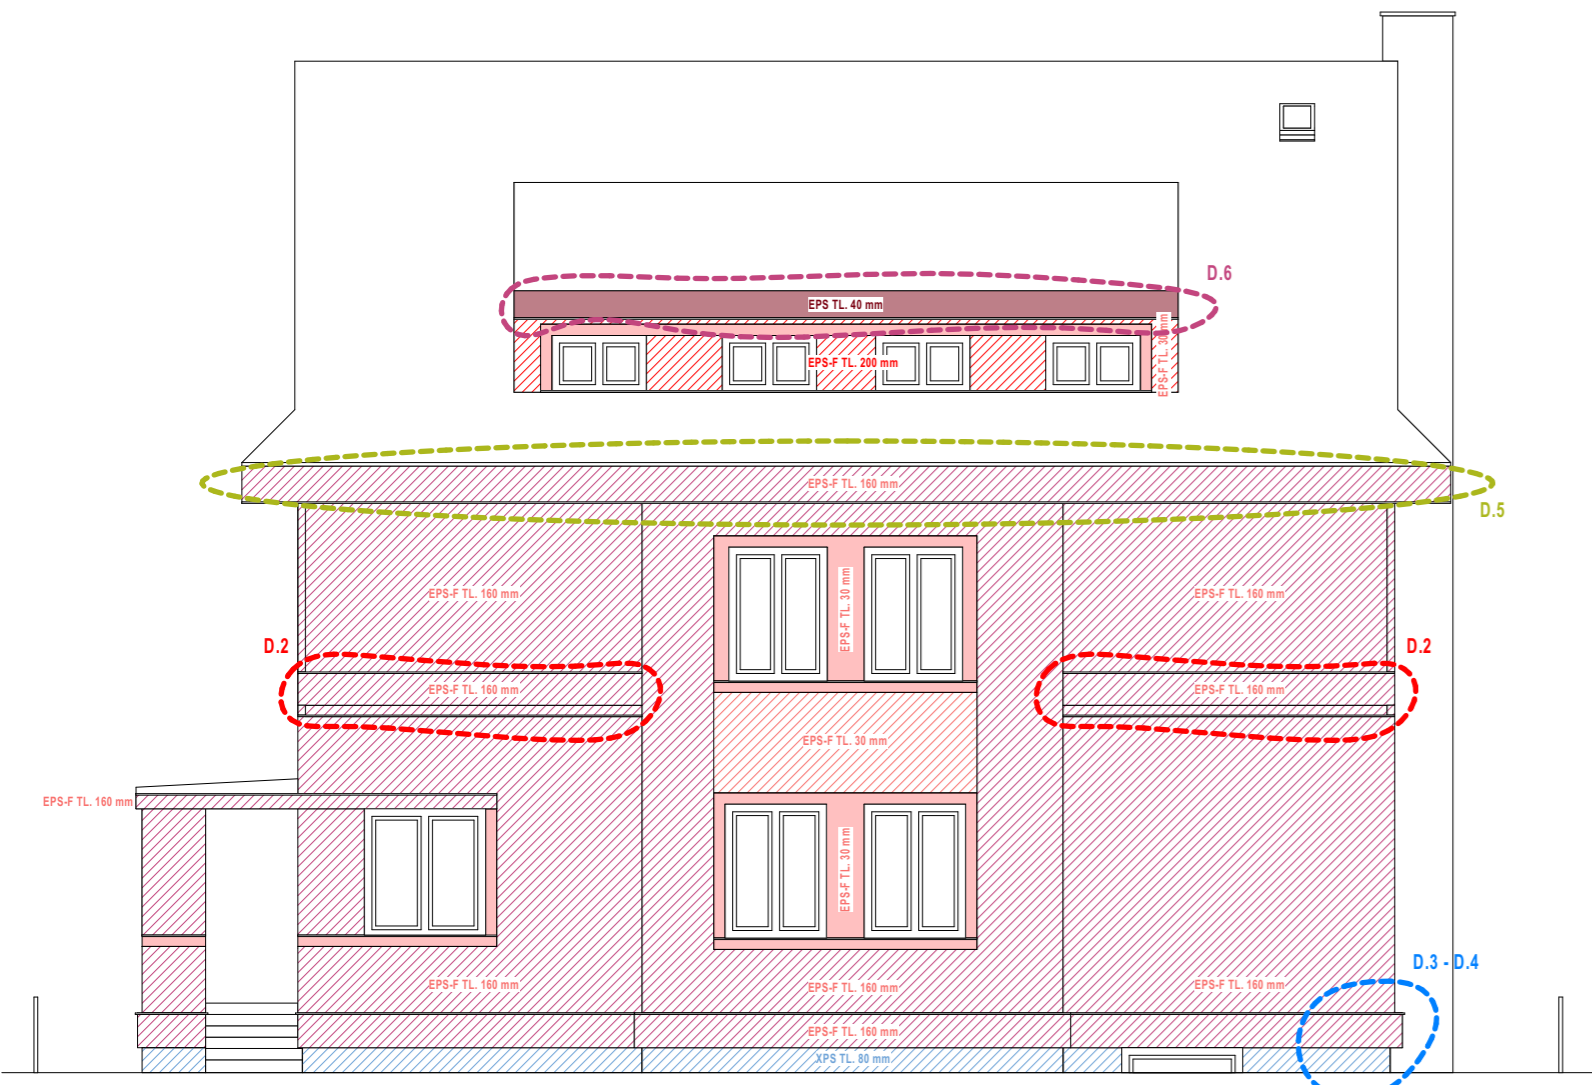 D.6
EPS TL. 40 mm
EPS-F TL. 30 mm
EPS-F TL. 200 mm
EPS-F TL. 160 mm
D.5
EPS-F TL. 160 mm
EPS-F TL. 30 mm
EPS-F TL. 160 mm
D.2
D.2
EPS-F TL. 160 mm
EPS-F TL. 160 mm
EPS-F TL. 30 mm
EPS-F TL. 160 mm
EPS-F TL. 30 mm
D.3 - D.4
EPS-F TL. 160 mm
EPS-F TL. 160 mm
EPS-F TL. 160 mm
EPS-F TL. 160 mm
XPS TL. 80 mm